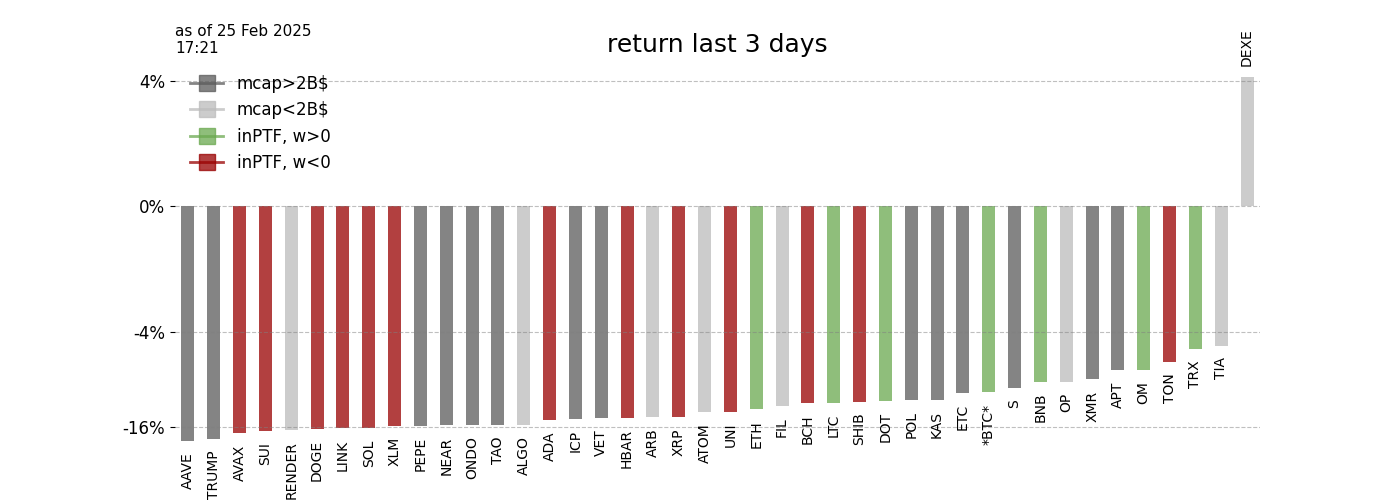 as of 25 Feb 2025
17:21
return last 3 days
DEXE
4%
mcap>2B$
mcap<2B$
inPTF, w>0
inPTF, w<0
0%
-4%
-16%
AAVE
TRUMP
AVAX
SUI
RENDER
DOGE
LINK
SOL
XLM
PEPE
NEAR
ONDO
TAO
ALGO
ADA
ICP
VET
HBAR
ARB
XRP
ATOM
UNI
ETH
FIL
BCH
LTC
SHIB
DOT
POL
KAS
ETC
*BTC*
S
BNB
OP
XMR
APT
OM
TON
TRX
TIA